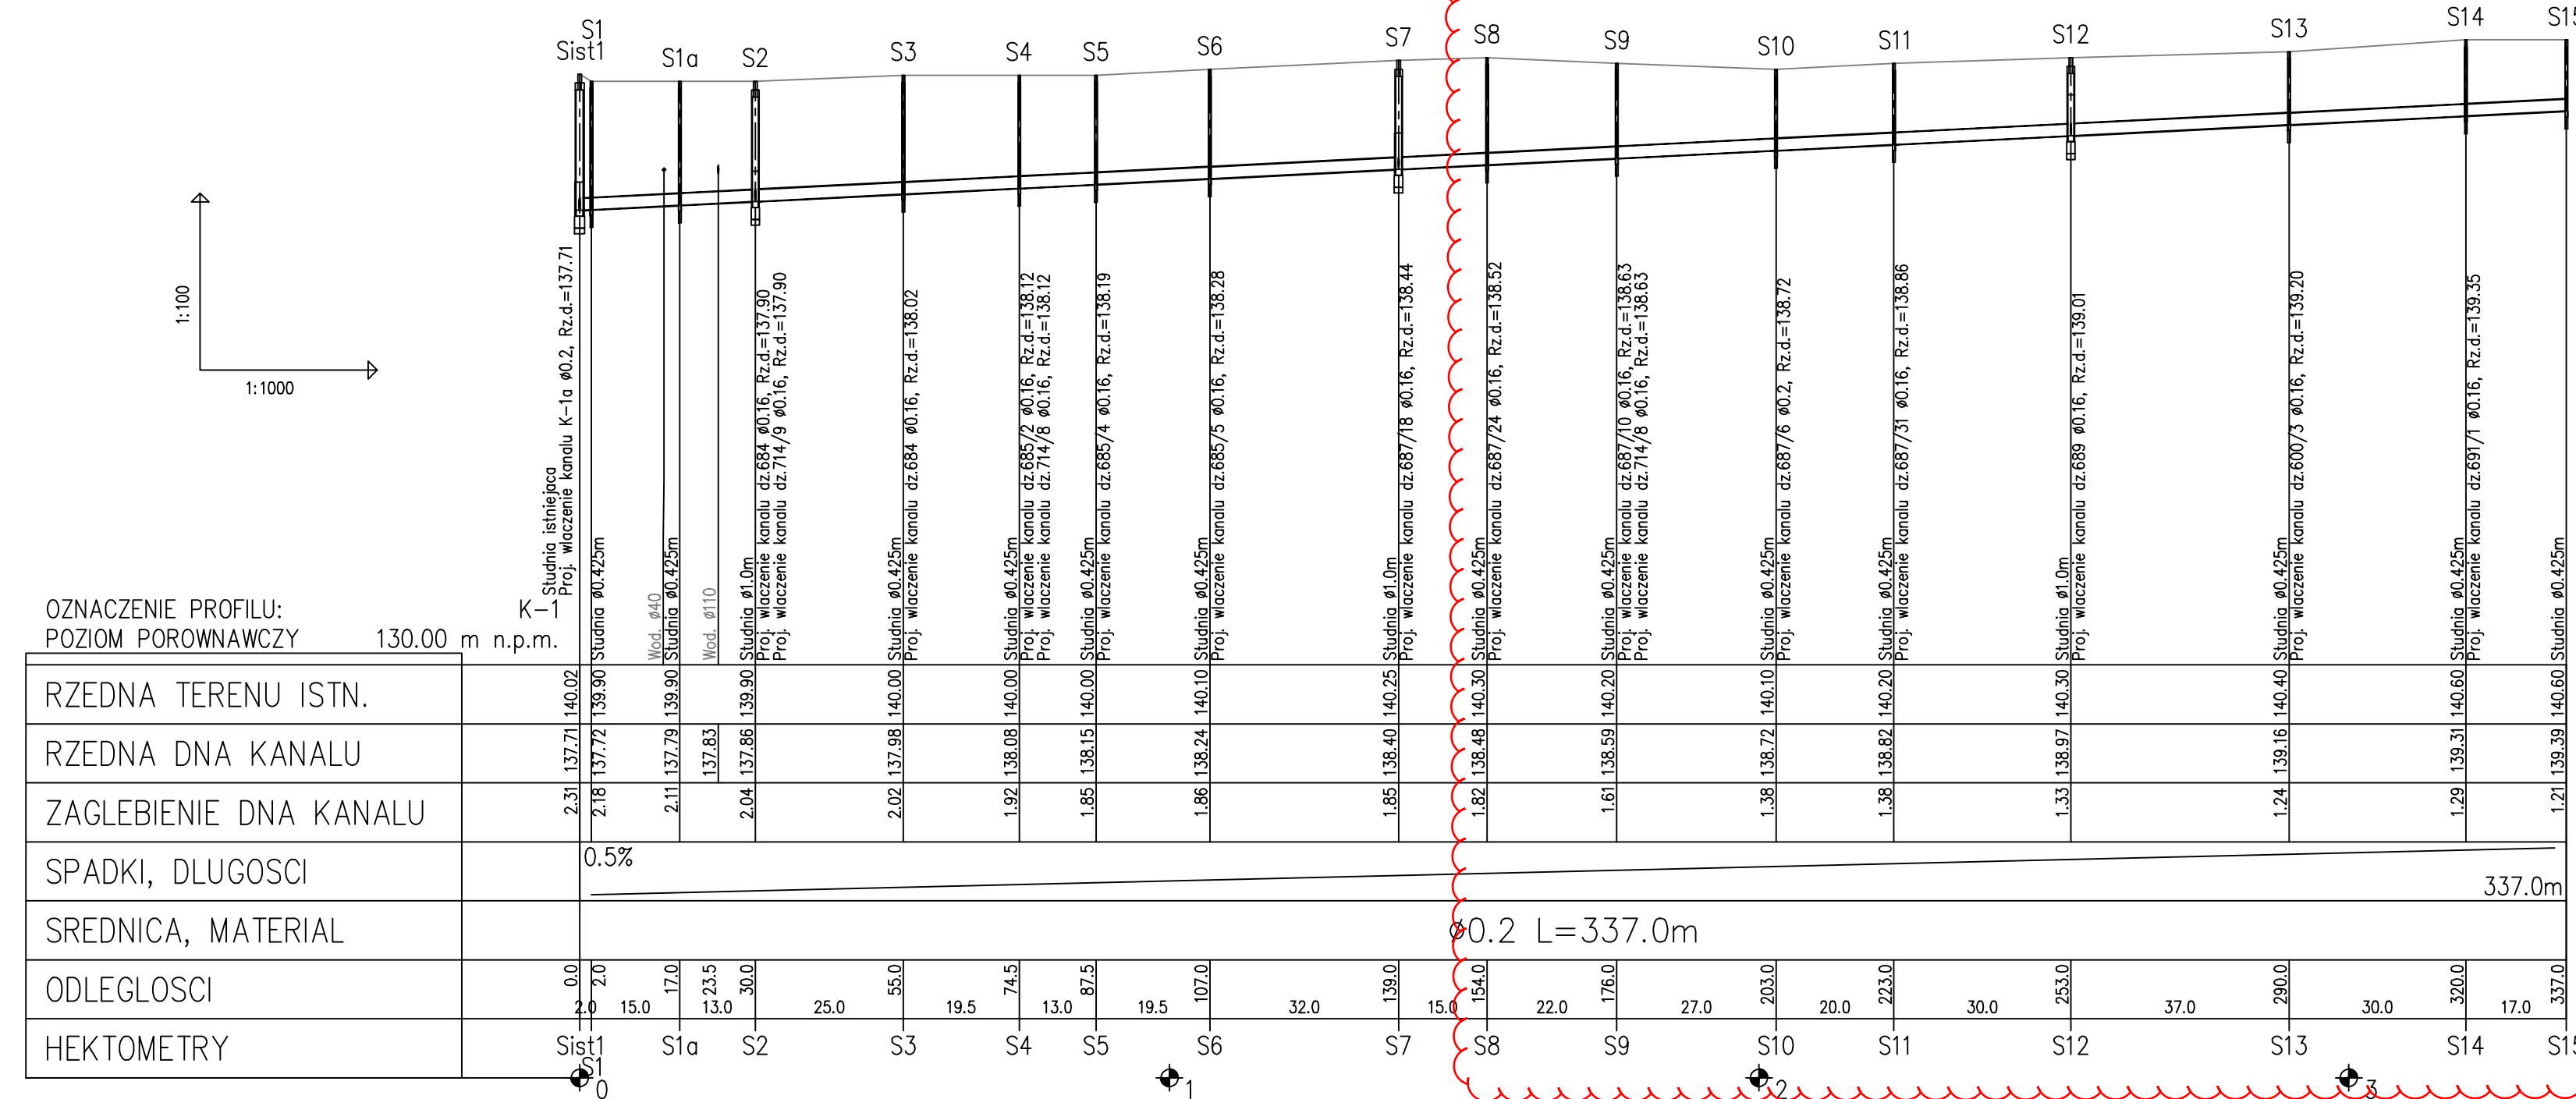 S1
Sist1
S1a
S2
S3
S4
S5
S6
S7
S8
S9
S10
S11
S12
S13
S14
S15
1:100
1:1000
Studnia istniejaca
Proj. wlaczenie kanalu K-1a ø0.2, Rz.d.=137.71
Studnia ø0.425m
Wod. ø40
Studnia ø0.425m
Wod. ø110
Studnia ø1.0m
Proj. wlaczenie kanalu dz.684 ø0.16, Rz.d.=137.90
Proj. wlaczenie kanalu dz.714/9 ø0.16, Rz.d.=137.90
Studnia ø0.425m
Proj. wlaczenie kanalu dz.684 ø0.16, Rz.d.=138.02
Studnia ø0.425m
Proj. wlaczenie kanalu dz.685/2 ø0.16, Rz.d.=138.12
Proj. wlaczenie kanalu dz.714/8 ø0.16, Rz.d.=138.12
Studnia ø0.425m
Proj. wlaczenie kanalu dz.685/4 ø0.16, Rz.d.=138.19
Studnia ø0.425m
Proj. wlaczenie kanalu dz.685/5 ø0.16, Rz.d.=138.28
Studnia ø1.0m
Proj. wlaczenie kanalu dz.687/18 ø0.16, Rz.d.=138.44
Studnia ø0.425m
Proj. wlaczenie kanalu dz.687/24 ø0.16, Rz.d.=138.52
Studnia ø0.425m
Proj. wlaczenie kanalu dz.687/10 ø0.16, Rz.d.=138.63
Proj. wlaczenie kanalu dz.714/8 ø0.16, Rz.d.=138.63
Studnia ø0.425m
Proj. wlaczenie kanalu dz.687/6 ø0.2, Rz.d.=138.72
Studnia ø0.425m
Proj. wlaczenie kanalu dz.687/31 ø0.16, Rz.d.=138.86
Studnia ø1.0m
Proj. wlaczenie kanalu dz.689 ø0.16, Rz.d.=139.01
Studnia ø0.425m
Proj. wlaczenie kanalu dz.600/3 ø0.16, Rz.d.=139.20
Studnia ø0.425m
Proj. wlaczenie kanalu dz.691/1 ø0.16, Rz.d.=139.35
Studnia ø0.425m
OZNACZENIE PROFILU: K-1
POZIOM POROWNAWCZY 130.00 m n.p.m.
RZEDNA TERENU ISTN. 140.02 139.90 139.90 139.90 140.00 140.00 140.00 140.10 140.25 140.30 140.20 140.10 140.20 140.30 140.40 140.60 140.60
RZEDNA DNA KANALU 137.71 137.72 137.79 137.83 137.86 137.98 138.08 138.15 138.24 138.40 138.48 138.59 138.72 138.82 138.97 139.16 139.31 139.39
ZAGLEBIENIE DNA KANALU 2.31 2.18 2.11 2.04 2.02 1.92 1.85 1.86 1.85 1.82 1.61 1.38 1.38 1.33 1.24 1.29 1.21
SPADKI, DLUGOSCI 0.5% 337.0m
SREDNICA, MATERIAL ø0.2 L=337.0m
ODLEGLOSCI 0.0 2.0 17.0 23.5 30.0 55.0 74.5 87.5 107.0 139.0 154.0 176.0 203.0 223.0 253.0 290.0 320.0 337.0
2.0 15.0 13.0 25.0 19.5 13.0 19.5 32.0 15.0 22.0 27.0 20.0 30.0 37.0 30.0 17.0
HEKTOMETRY Sist1 S1 S1a S2 S3 S4 S5 S6 S7 S8 S9 S10 S11 S12 S13 S14 S15
0 1 2 3